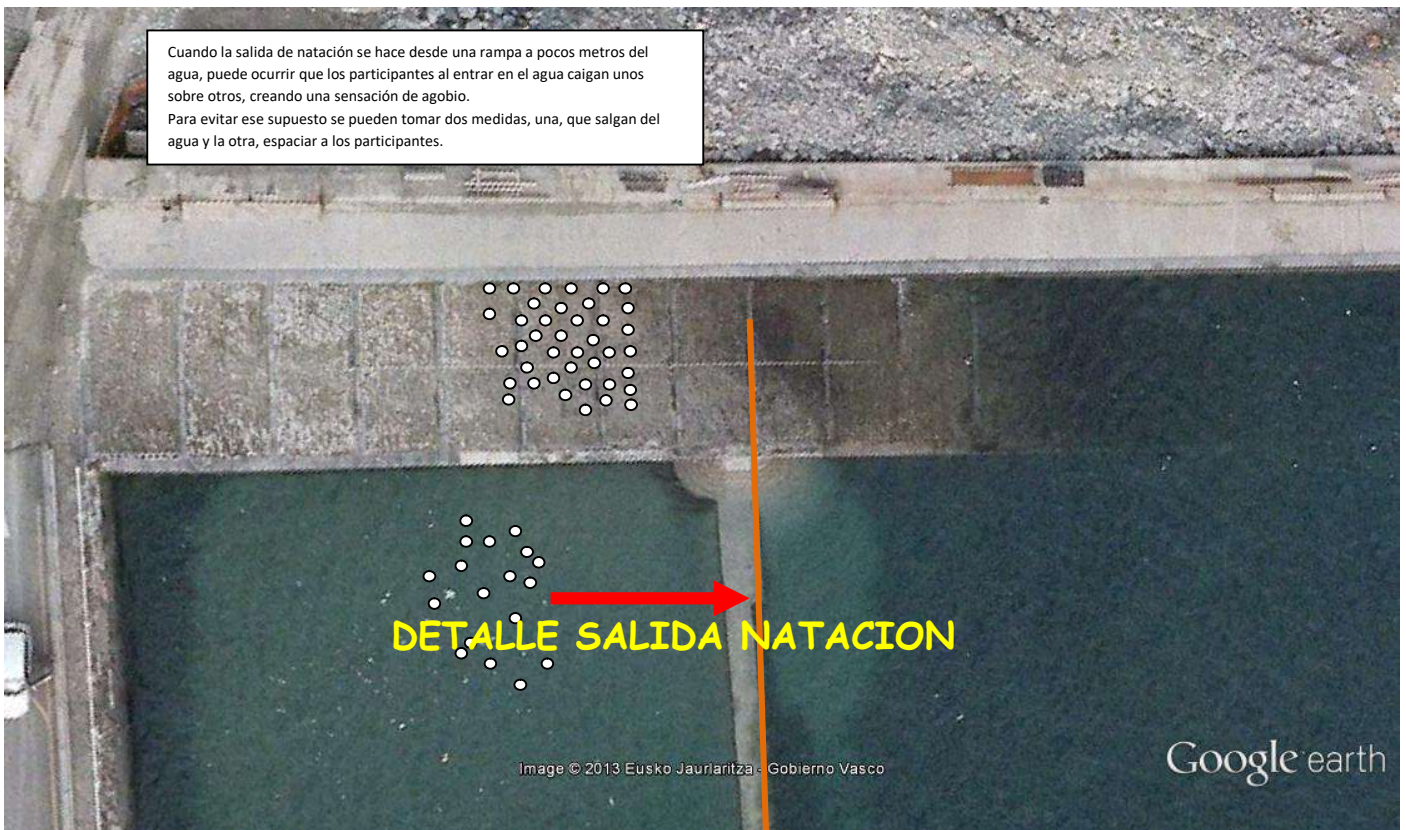 Cuando la salida de natación se hace desde una rampa a pocos metros del
agua, puede ocurrir que los participantes al entrar en el agua caigan unos
sobre otros, creando una sensación de agobio.
Para evitar ese supuesto se pueden tomar dos medidas, una, que salgan del
agua y la otra, espaciar a los participantes.
DETALLE SALIDA NATACION
Image © 2013 Eusko Jaurlaritza - Gobierno Vasco
Google earth